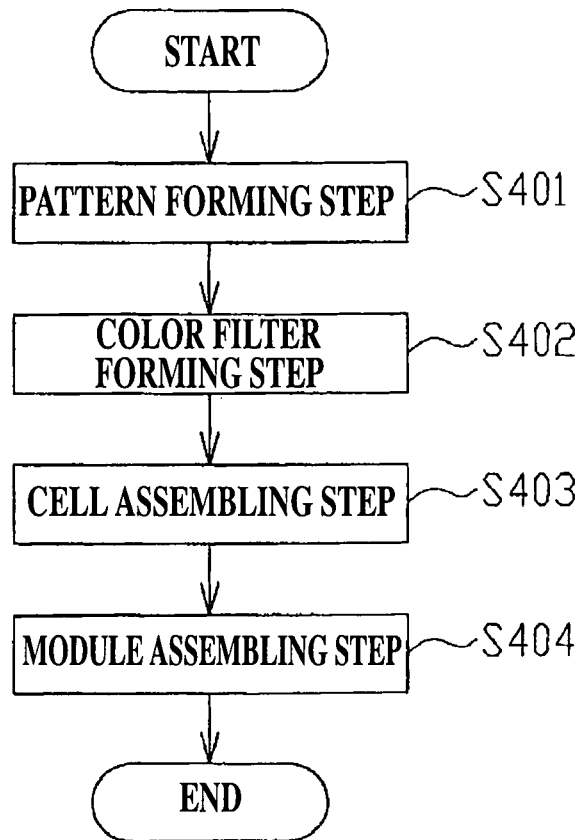 START
PATTERN FORMING STEP
S401
COLOR FILTER
FORMING STEP
S402
CELL ASSEMBLING STEP
S403
MODULE ASSEMBLING STEP
S404
END